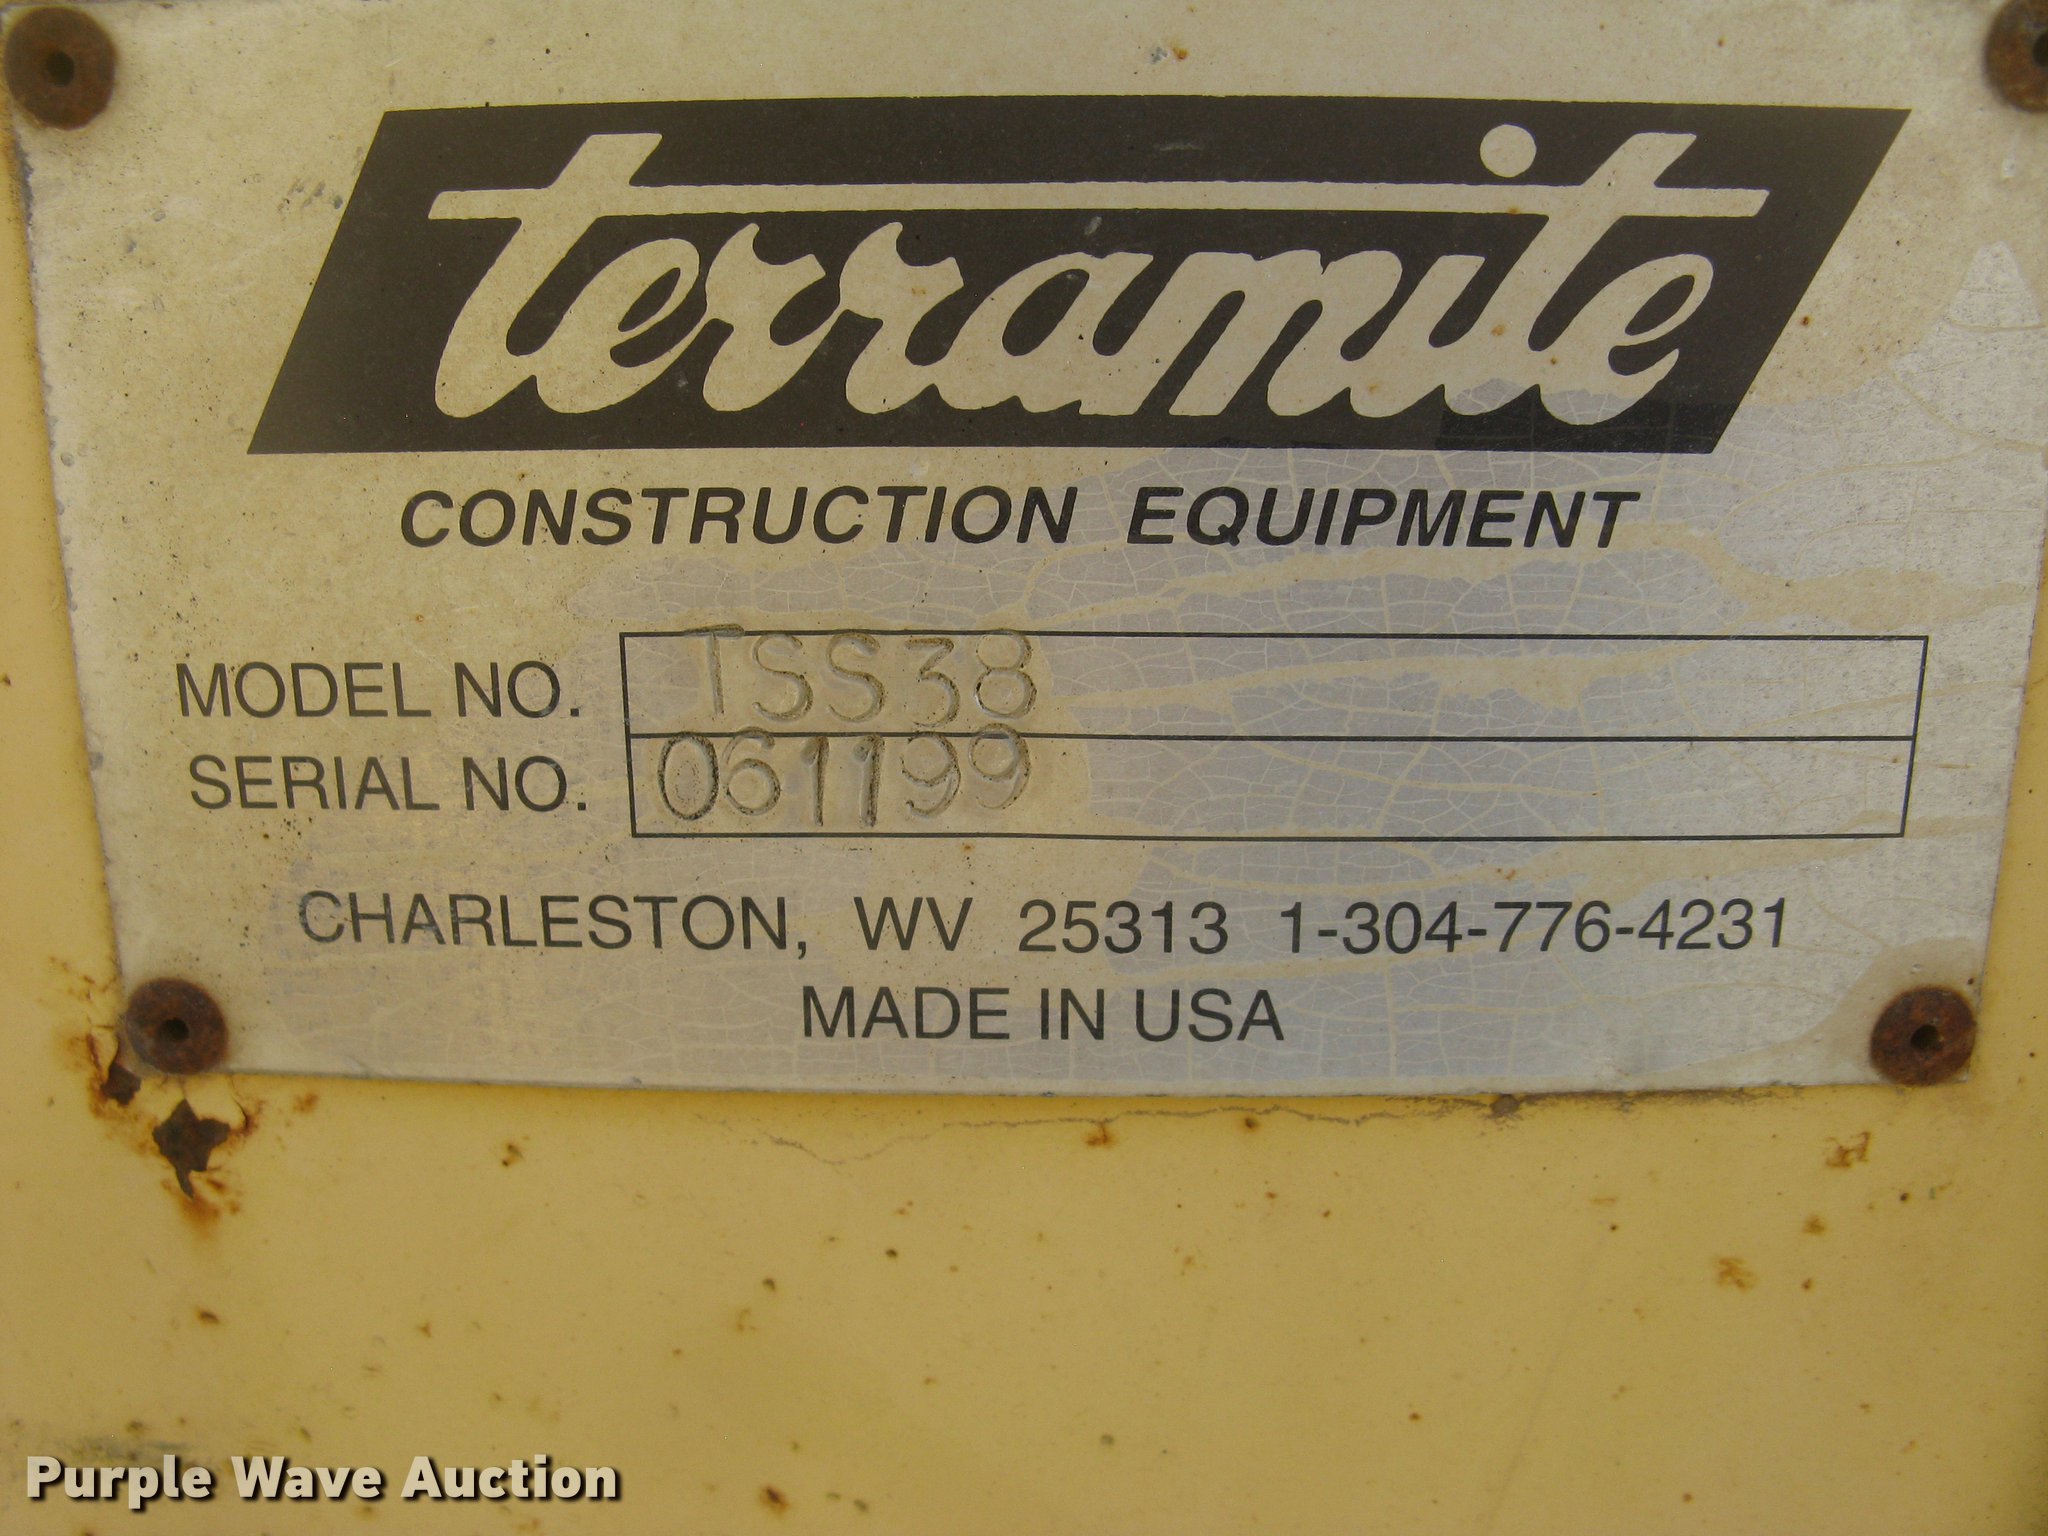 terramite
CONSTRUCTION EQUIPMENT
MODEL NO. TSS38
SERIAL NO. 061199
CHARLESTON, WV 25313 1-304-776-4231
MADE IN USA
Purple Wave Auction